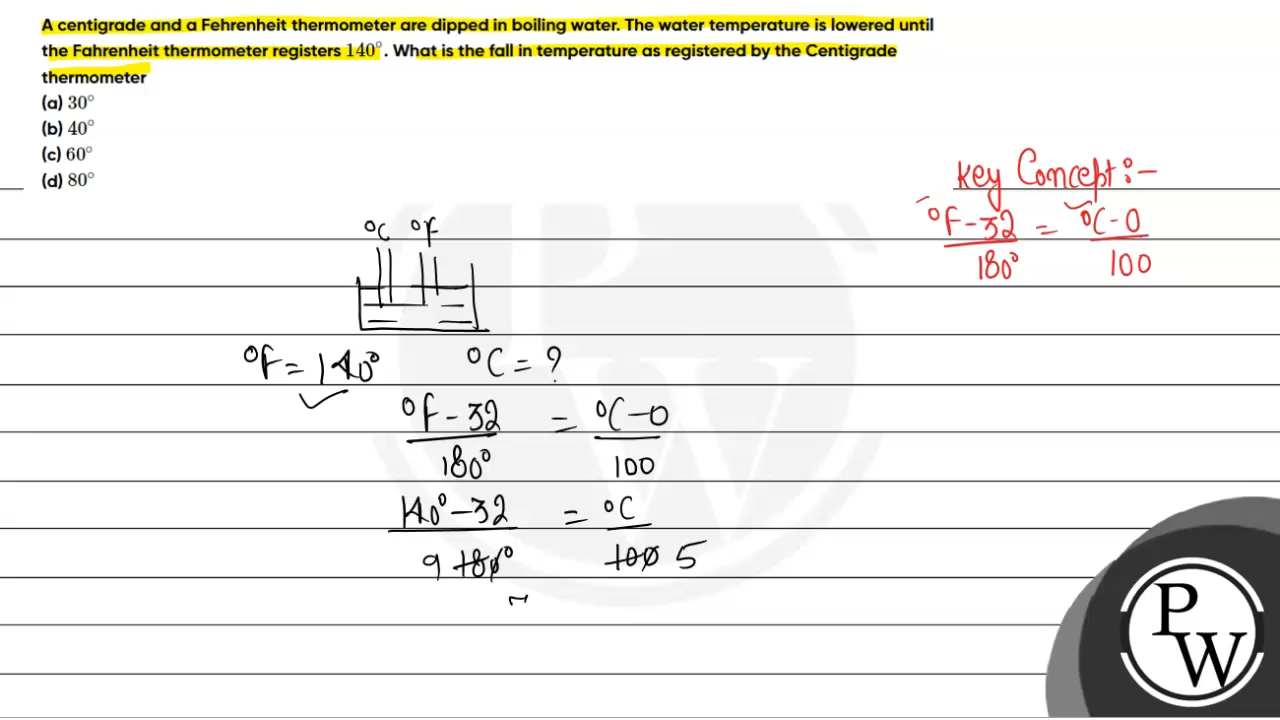 A centigrade and a Fehrenheit thermometer are dipped in boiling water. The water temperature is lowered until
the Fahrenheit thermometer registers 140°. What is the fall in temperature as registered by the Centigrade
thermometer
(a) 30°
(b) 40°
(c) 60°
(d) 80°
Key Concept:-
°F-32 = °C-0
180° 100
°C °F
°F = 140° °C = ?
°F-32 = °C-0
180° 100
140°-32 = °C
9 180° 100 5
P
W